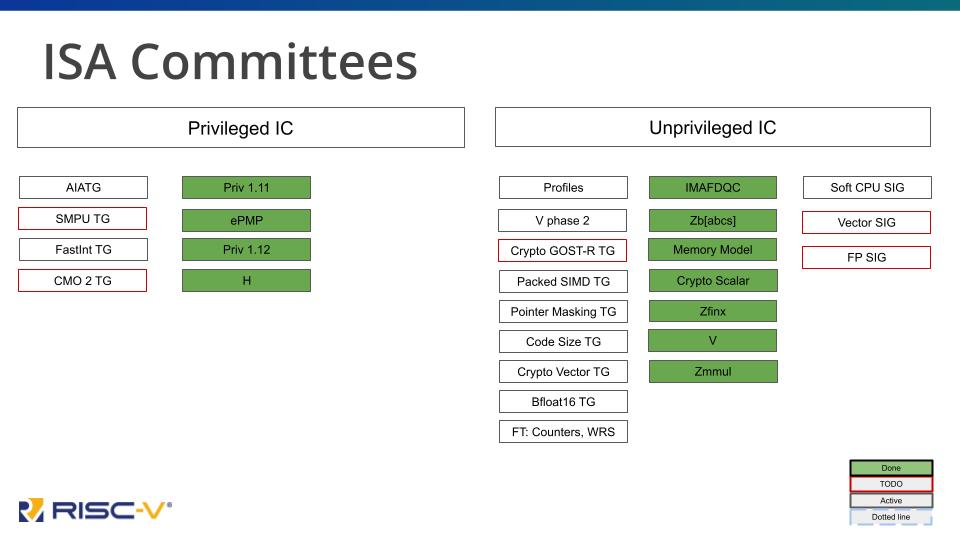 ISA Committees
Privileged IC
AIATG
SMPU TG
FastInt TG
CMO 2 TG
Priv 1.11
ePMP
Priv 1.12
H
Unprivileged IC
Profiles
V phase 2
Crypto GOST-R TG
Packed SIMD TG
Pointer Masking TG
Code Size TG
Crypto Vector TG
Bfloat16 TG
FT: Counters, WRS
IMAFDQC
Zb[abcs]
Memory Model
Crypto Scalar
Zfinx
V
Zmmul
Soft CPU SIG
Vector SIG
FP SIG
Done
TODO
Active
Dotted line
RISC-V®